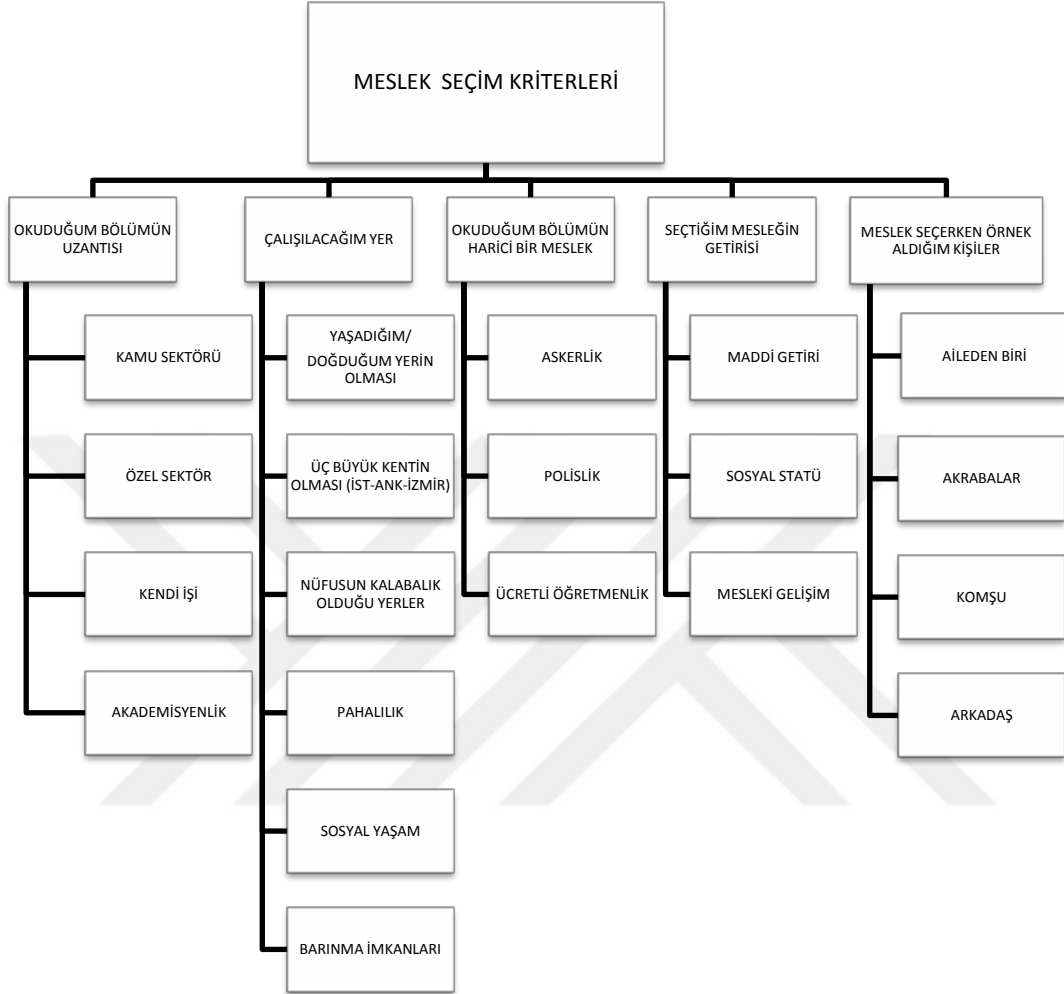 MESLEK SEÇİM KRİTERLERİ
OKUDUĞUM BÖLÜMÜN
UZANTISI
KAMU SEKTÖRÜ
ÖZEL SEKTÖR
KENDİ İŞİ
AKADEMİSYENLİK
ÇALIŞILACAĞIM YER
YAŞADIĞIM/
DOĞDUĞUM YERİN
OLMASI
ÜÇ BÜYÜK KENTİN
OLMASI (İST-ANK-İZMİR)
NÜFUSUN KALABALIK
OLDUĞU YERLER
PAHALILIK
SOSYAL YAŞAM
BARINMA İMKANLARI
OKUDUĞUM BÖLÜMÜN
HARİCİ BİR MESLEK
ASKERLİK
POLİSLİK
ÜCRETLİ ÖĞRETMENLİK
SEÇTİĞİM MESLEĞİN
GETİRİSİ
MADDİ GETİRİ
SOSYAL STATÜ
MESLEKİ GELİŞİM
MESLEK SEÇERKEN ÖRNEK
ALDIĞIM KİŞİLER
AİLEDEN BİRİ
AKRABALAR
KOMŞU
ARKADAŞ